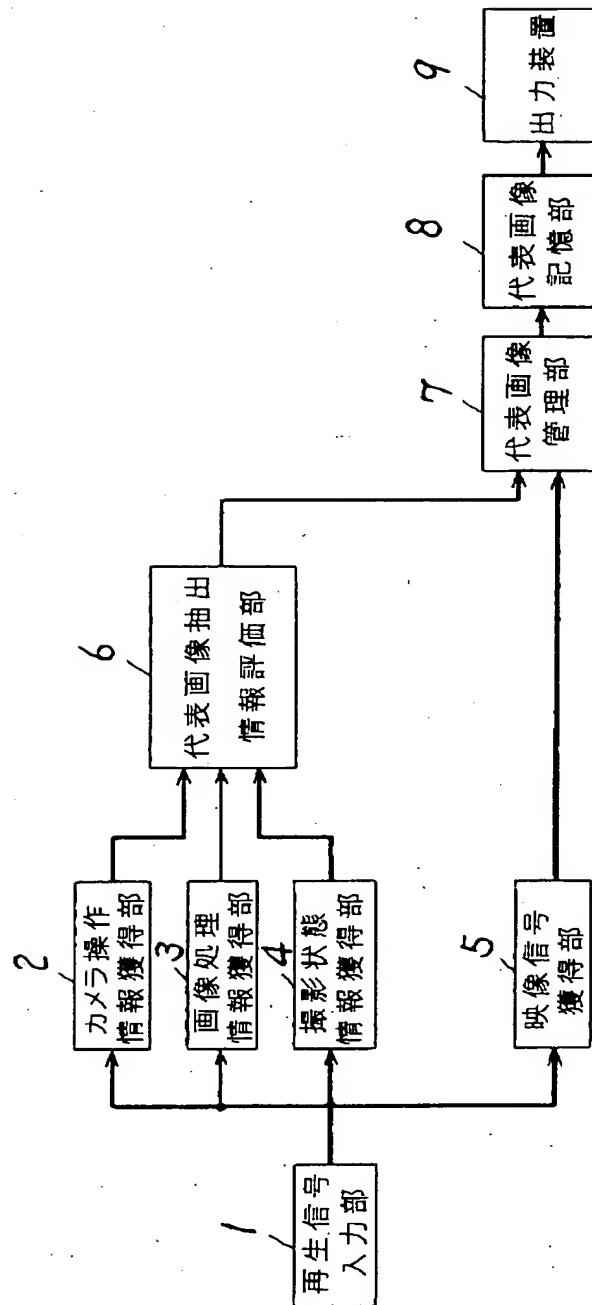 1
再生信号
入力部
2
カメラ操作
情報獲得部
3
画像処理
情報獲得部
4
撮影状態
情報獲得部
5
映像信号
獲得部
6
代表画像抽出
情報評価部
7
代表画像
管理部
8
代表画像
記憶部
9
出力装置